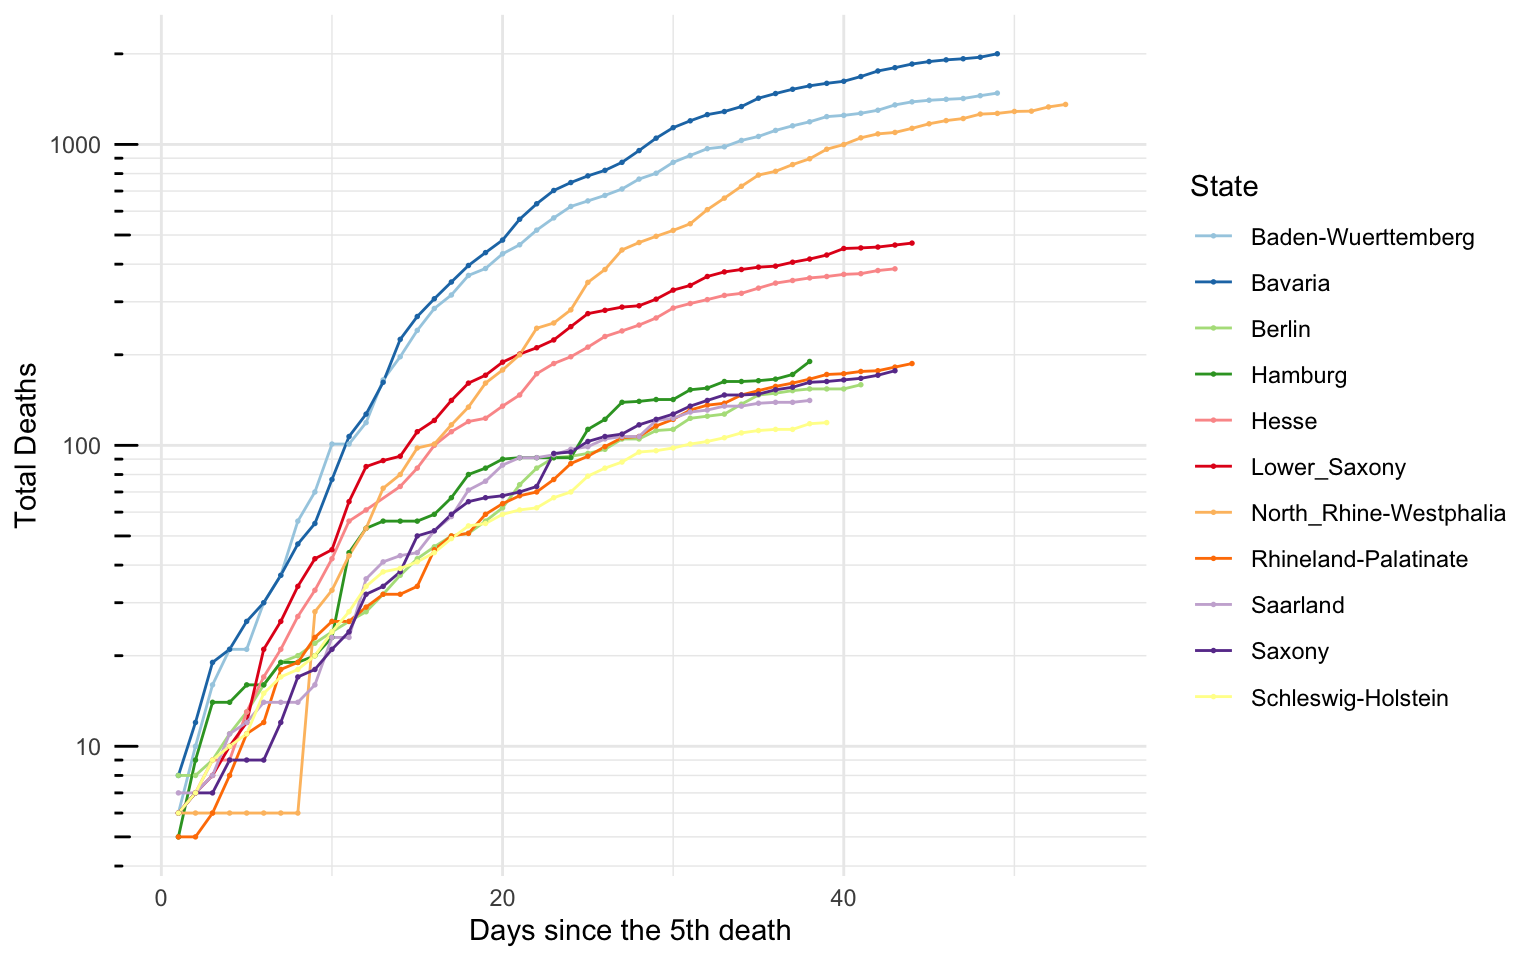 1000
100
10
Total Deaths
0 20 40
Days since the 5th death
State
Baden-Wuerttemberg
Bavaria
Berlin
Hamburg
Hesse
Lower_Saxony
North_Rhine-Westphalia
Rhineland-Palatinate
Saarland
Saxony
Schleswig-Holstein